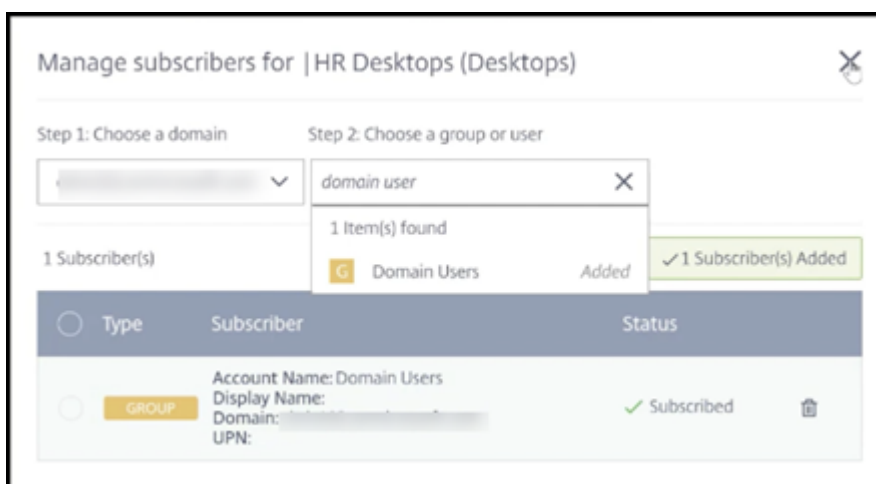 Manage subscribers for |HR Desktops (Desktops)
Step 1: Choose a domain
Step 2: Choose a group or user
domain user
1 Item(s) found
G Domain Users Added
1 Subscriber(s)
✓1 Subscriber(s) Added
Type Subscriber Status
GROUP
Account Name: Domain Users
Display Name:
Domain:
UPN:
✓ Subscribed